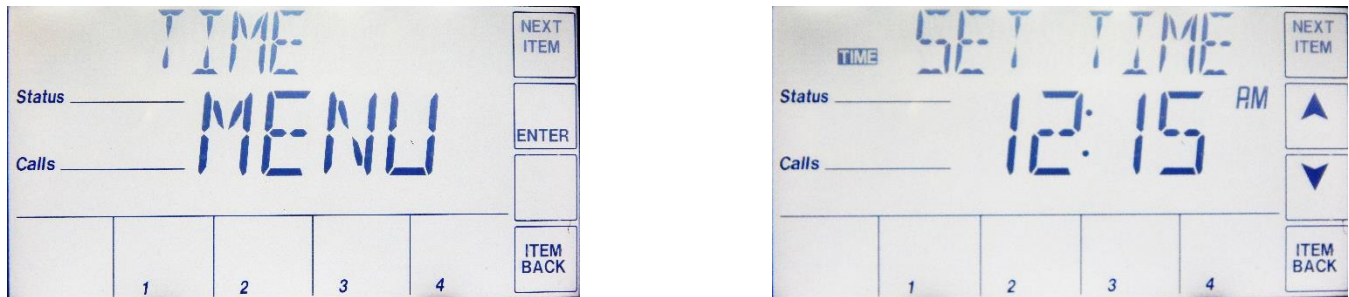 TIME
MENU
Status
Calls
1 2 3 4
NEXT
ITEM
ENTER
ITEM
BACK
TIME SET TIME
12:15 PM
Status
Calls
1 2 3 4
NEXT
ITEM
ITEM
BACK